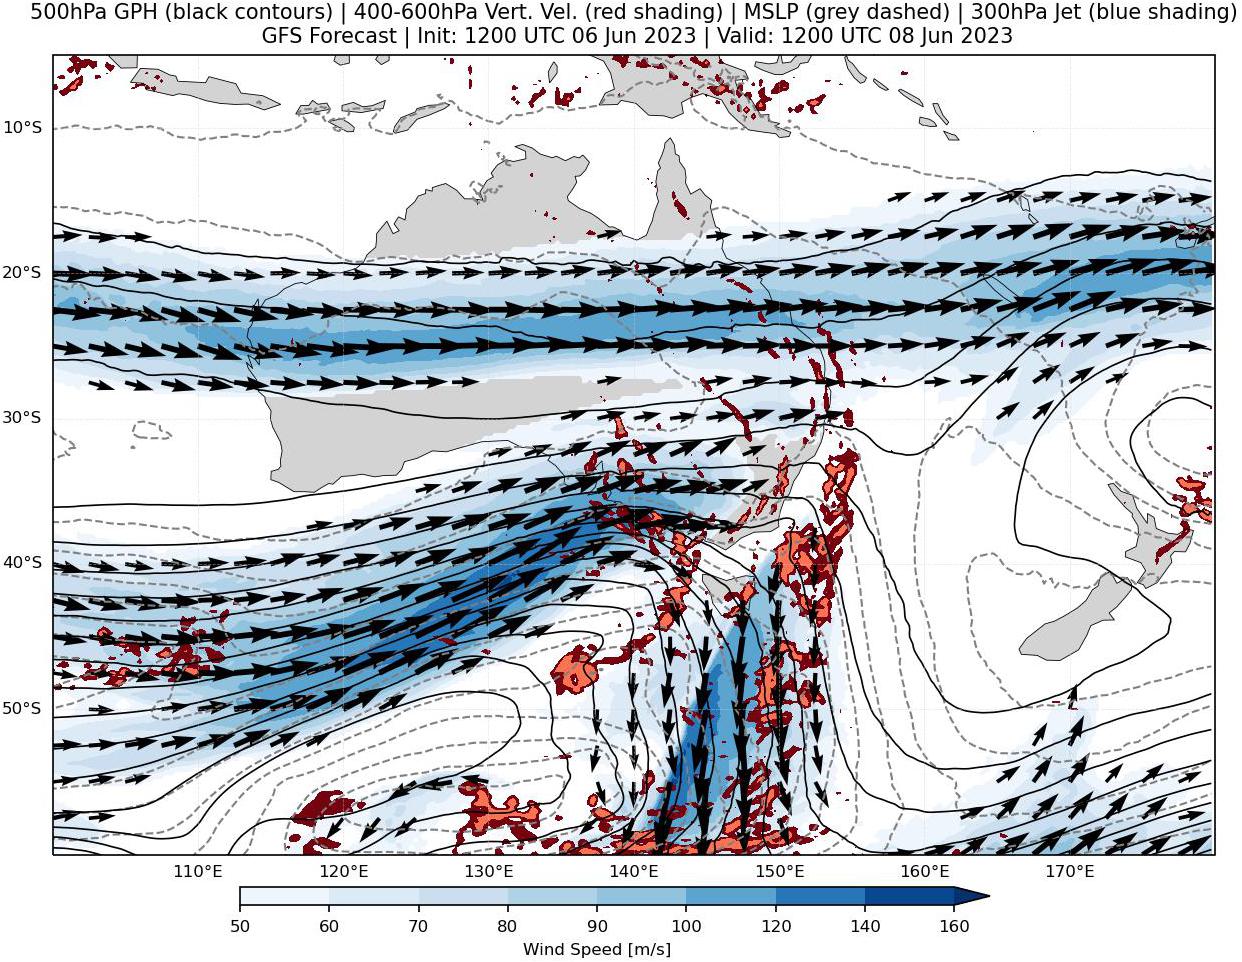 500hPa GPH (black contours) | 400-600hPa Vert. Vel. (red shading) | MSLP (grey dashed) | 300hPa Jet (blue shading)
GFS Forecast | Init: 1200 UTC 06 Jun 2023 | Valid: 1200 UTC 08 Jun 2023
10°S
20°S
30°S
40°S
50°S
110°E 120°E 130°E 140°E 150°E 160°E 170°E
50 60 70 80 90 100 120 140 160
Wind Speed [m/s]